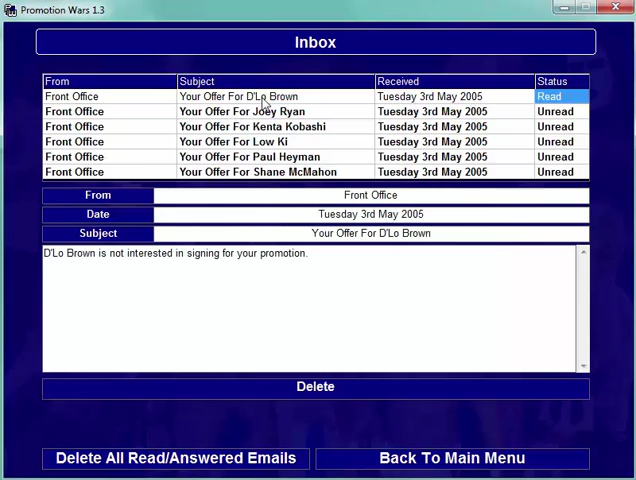 Promotion Wars 1.3
Inbox
From Subject Received Status
Front Office Your Offer For D'Lo Brown Tuesday 3rd May 2005 Read
Front Office Your Offer For Joey Ryan Tuesday 3rd May 2005 Unread
Front Office Your Offer For Kenta Kobashi Tuesday 3rd May 2005 Unread
Front Office Your Offer For Low Ki Tuesday 3rd May 2005 Unread
Front Office Your Offer For Paul Heyman Tuesday 3rd May 2005 Unread
Front Office Your Offer For Shane McMahon Tuesday 3rd May 2005 Unread
From Front Office
Date Tuesday 3rd May 2005
Subject Your Offer For D'Lo Brown
D'Lo Brown is not interested in signing for your promotion.
Delete
Delete All Read/Answered Emails Back To Main Menu